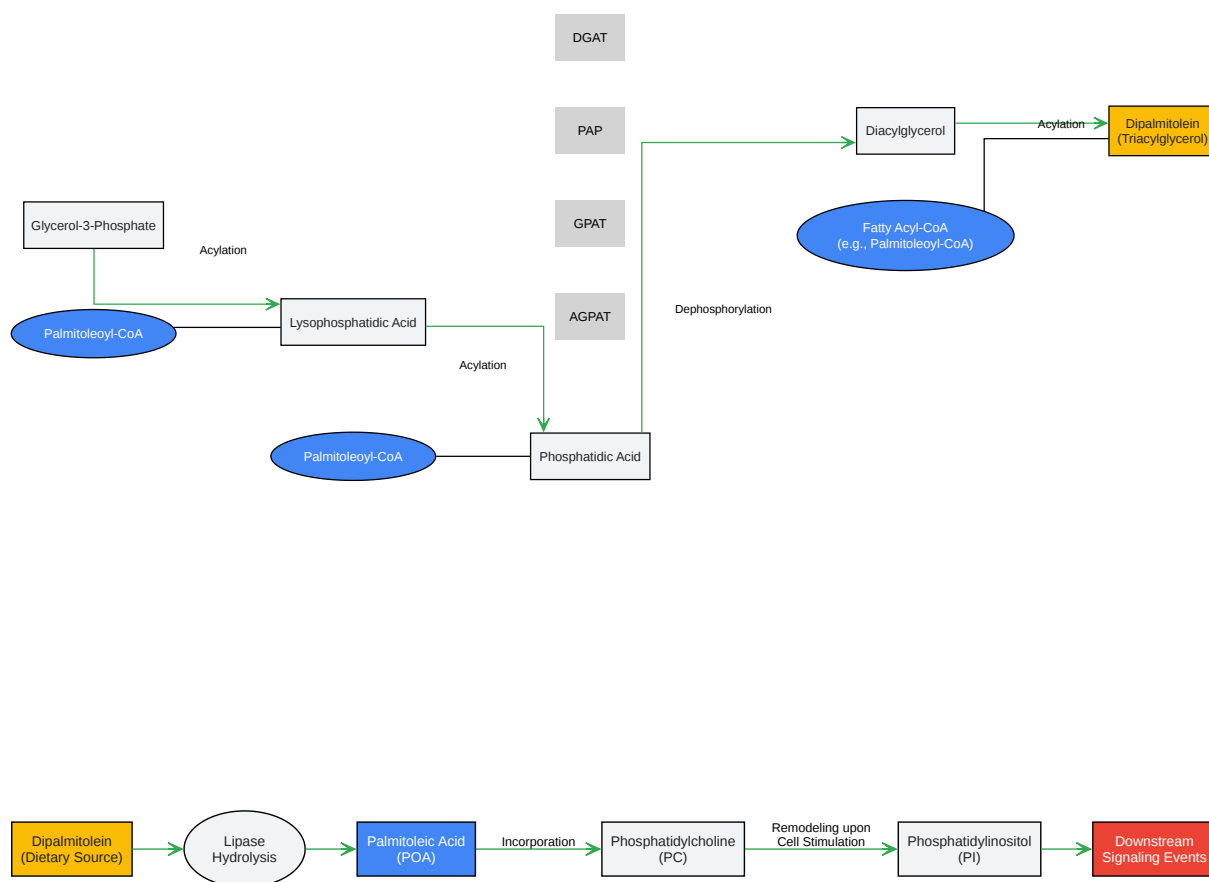 DGAT
PAP
Diacylglycerol
Acylation
Dipalmitolein
(Triacylglycerol)
Glycerol-3-Phosphate
GPAT
Fatty Acyl-CoA
(e.g., Palmitoleoyl-CoA)
Acylation
Palmitoleoyl-CoA
Lysophosphatidic Acid
AGPAT
Dephosphorylation
Acylation
Palmitoleoyl-CoA
Phosphatidic Acid
Dipalmitolein
(Dietary Source)
Lipase
Hydrolysis
Palmitoleic Acid
(POA)
Incorporation
Phosphatidylcholine
(PC)
Remodeling upon
Cell Stimulation
Phosphatidylinositol
(PI)
Downstream
Signaling Events